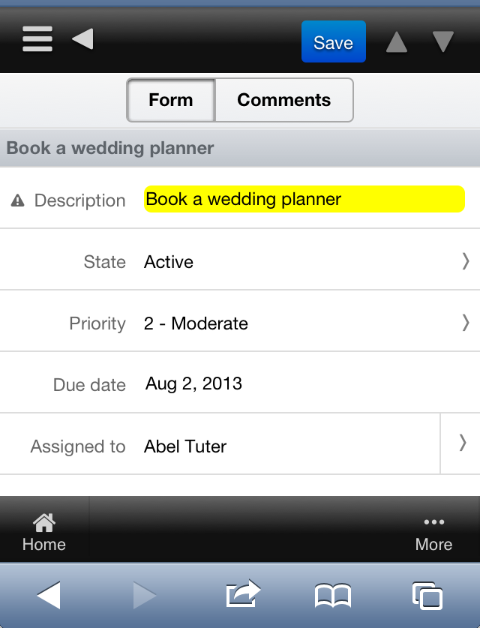 Save
Form Comments
Book a wedding planner
Description Book a wedding planner
State Active
Priority 2 - Moderate
Due date Aug 2, 2013
Assigned to Abel Tuter
Home More